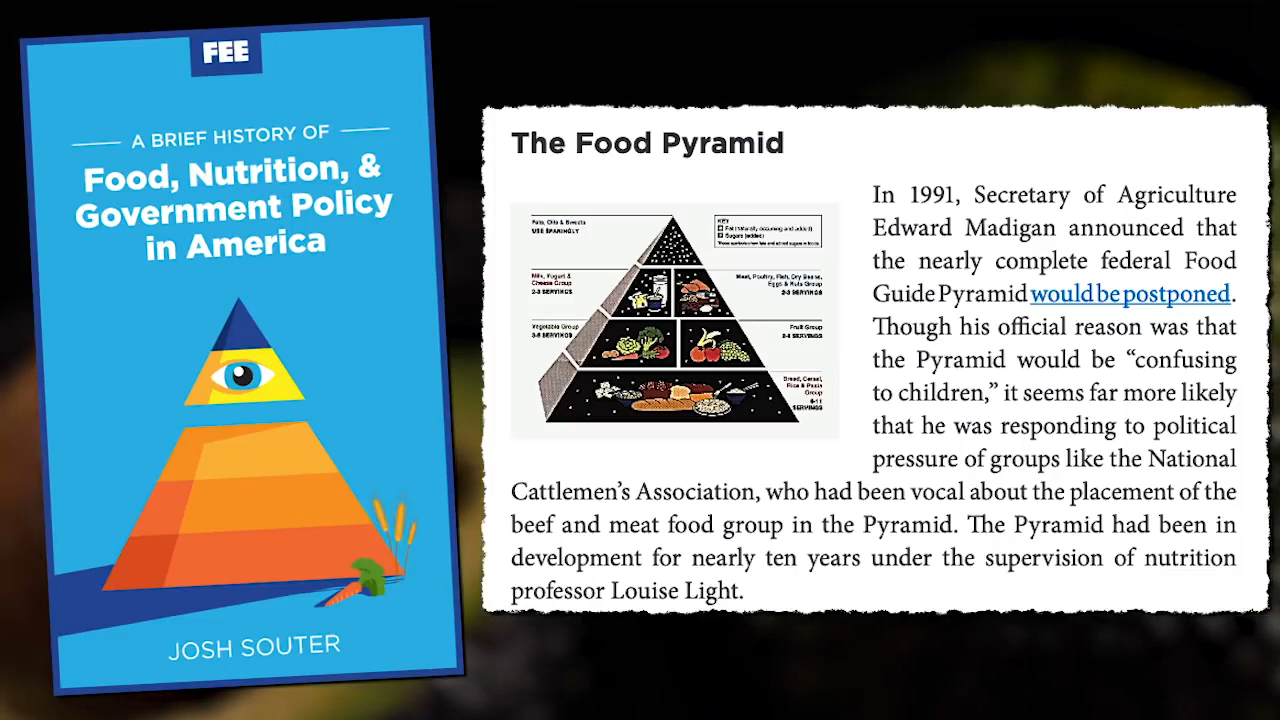 FEE
A BRIEF HISTORY OF
Food, Nutrition, &
Government Policy
in America
JOSH SOUTER
The Food Pyramid
Fats, Oils & Sweets
USE SPARINGLY
KEY
Fat (naturally occurring and added)
Sugars (added)
Milk, Yogurt &
Cheese Group
2-3 SERVINGS
Meat, Poultry, Fish, Dry Beans,
Eggs & Nuts Group
2-3 SERVINGS
Vegetable Group
3-5 SERVINGS
Fruit Group
2-4 SERVINGS
Bread, Cereal,
Rice & Pasta
Group
6-11
SERVINGS
In 1991, Secretary of Agriculture
Edward Madigan announced that
the nearly complete federal Food
Guide Pyramid would be postponed.
Though his official reason was that
the Pyramid would be “confusing
to children,” it seems far more likely
that he was responding to political
pressure of groups like the National
Cattlemen’s Association, who had been vocal about the placement of the
beef and meat food group in the Pyramid. The Pyramid had been in
development for nearly ten years under the supervision of nutrition
professor Louise Light.